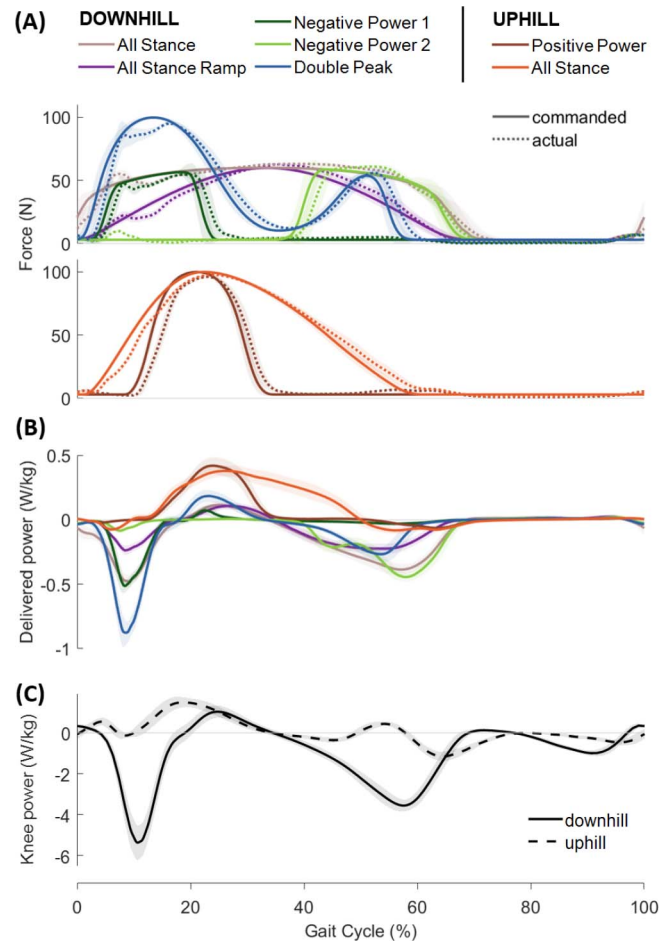 (A) DOWNHILL UPHILL
All Stance Negative Power 1 Positive Power
All Stance Ramp Negative Power 2 All Stance
Double Peak
commanded
actual
100
50
0
Force (N)
100
50
0
(B)
0.5
0
-0.5
-1
Delivered power (W/kg)
(C)
0
-2
-4
-6
Knee power (W/kg)
downhill
uphill
0 20 40 60 80 100
Gait Cycle (%)